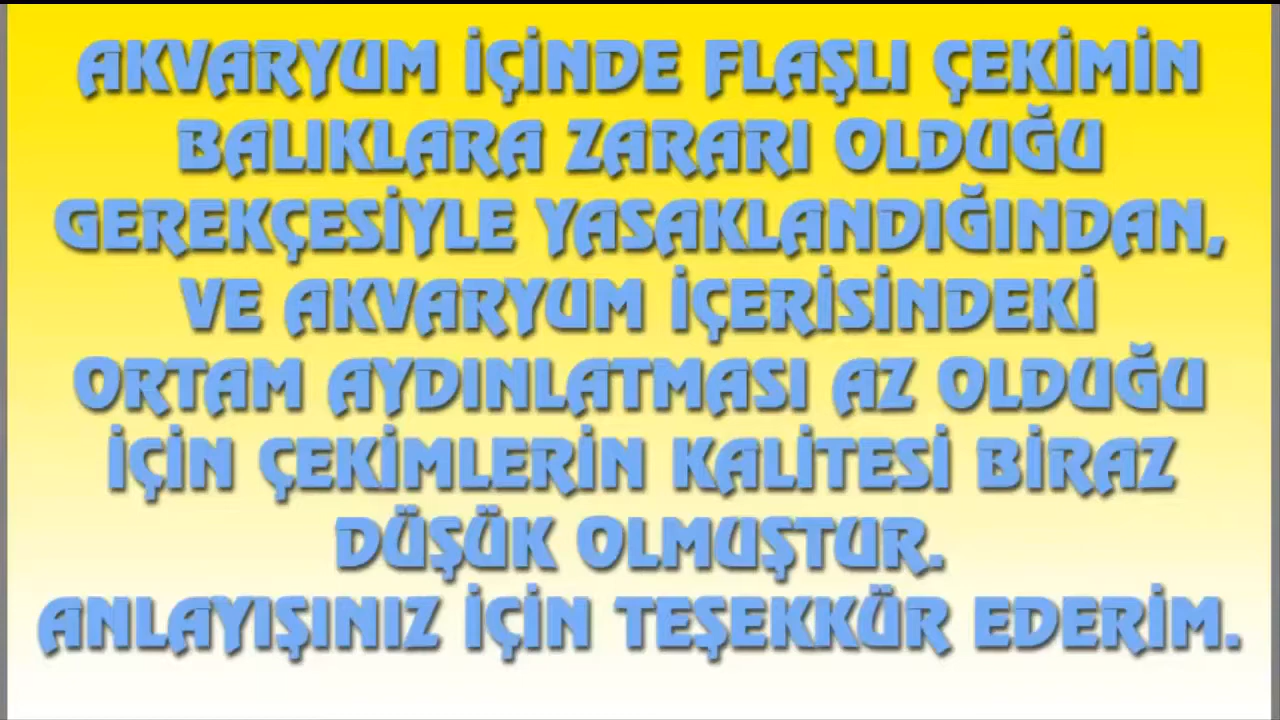 AKVARYUM İÇİNDE FLAŞLI ÇEKİMİN
BALIKLARA ZARARI OLDUĞU
GEREKÇESİYLE YASAKLANDIĞINDAN,
VE AKVARYUM İÇERİSİNDEKİ
ORTAM AYDINLATMASI AZ OLDUĞU
İÇİN ÇEKİMLERİN KALİTESİ BİRAZ
DÜŞÜK OLMUŞTUR.
ANLAYIŞINIZ İÇİN TEŞEKKÜR EDERİM.